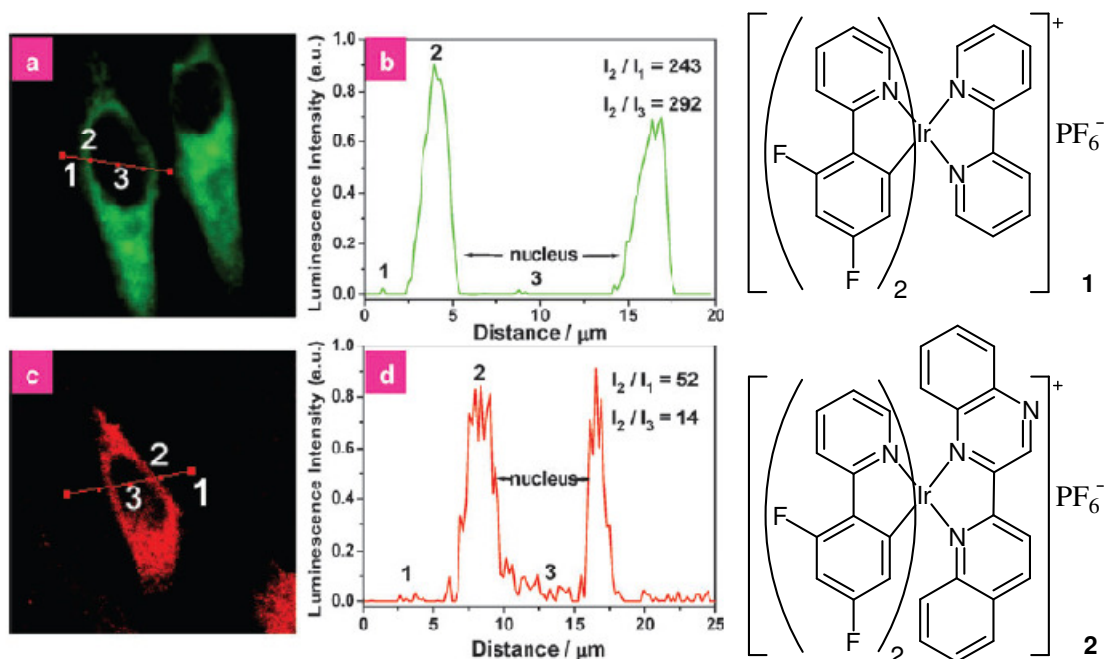 a
2
1
3
b
Luminescence Intensity (a.u.)
1.0
0.8
0.6
0.4
0.2
0.0
2
I2 / I1 = 243
I2 / I3 = 292
nucleus
1
3
0 5 10 15 20
Distance / μm
N
N
Ir
N
F
F
2
+
PF6−
1
c
2
1
3
d
Luminescence Intensity (a.u.)
1.0
0.8
0.6
0.4
0.2
0.0
2
I2 / I1 = 52
I2 / I3 = 14
nucleus
1
3
0 5 10 15 20 25
Distance / μm
N
N
N
Ir
N
F
F
2
+
PF6−
2